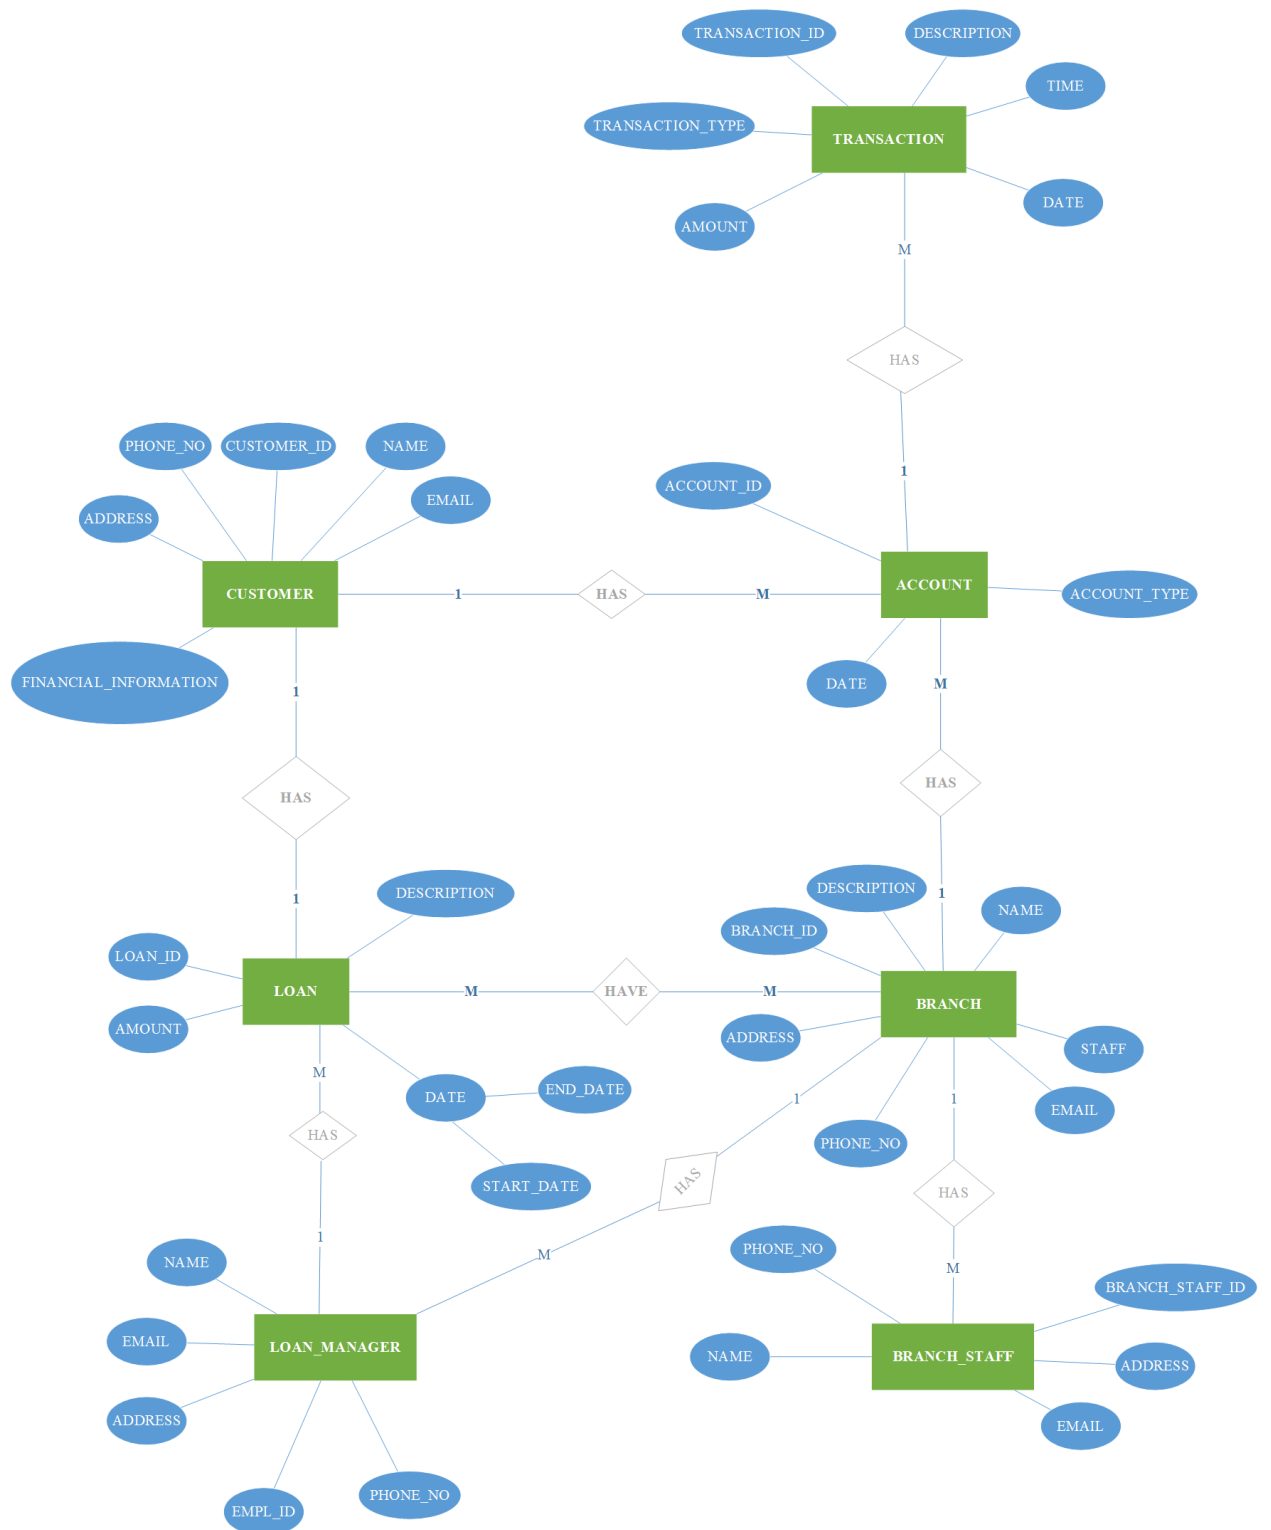 TRANSACTION_ID
DESCRIPTION
TIME
TRANSACTION_TYPE
TRANSACTION
DATE
AMOUNT
M
HAS
1
PHONE_NO
CUSTOMER_ID
NAME
EMAIL
ADDRESS
ACCOUNT_ID
CUSTOMER
1
HAS
M
ACCOUNT
ACCOUNT_TYPE
FINANCIAL_INFORMATION
1
DATE
M
HAS
HAS
1
DESCRIPTION
DESCRIPTION
1
NAME
BRANCH_ID
LOAN_ID
LOAN
M
HAVE
M
BRANCH
AMOUNT
ADDRESS
STAFF
M
DATE
END_DATE
1
1
EMAIL
HAS
PHONE_NO
START_DATE
HAS
HAS
1
M
M
NAME
PHONE_NO
BRANCH_STAFF_ID
EMAIL
LOAN_MANAGER
NAME
BRANCH_STAFF
ADDRESS
ADDRESS
EMAIL
EMPL_ID
PHONE_NO